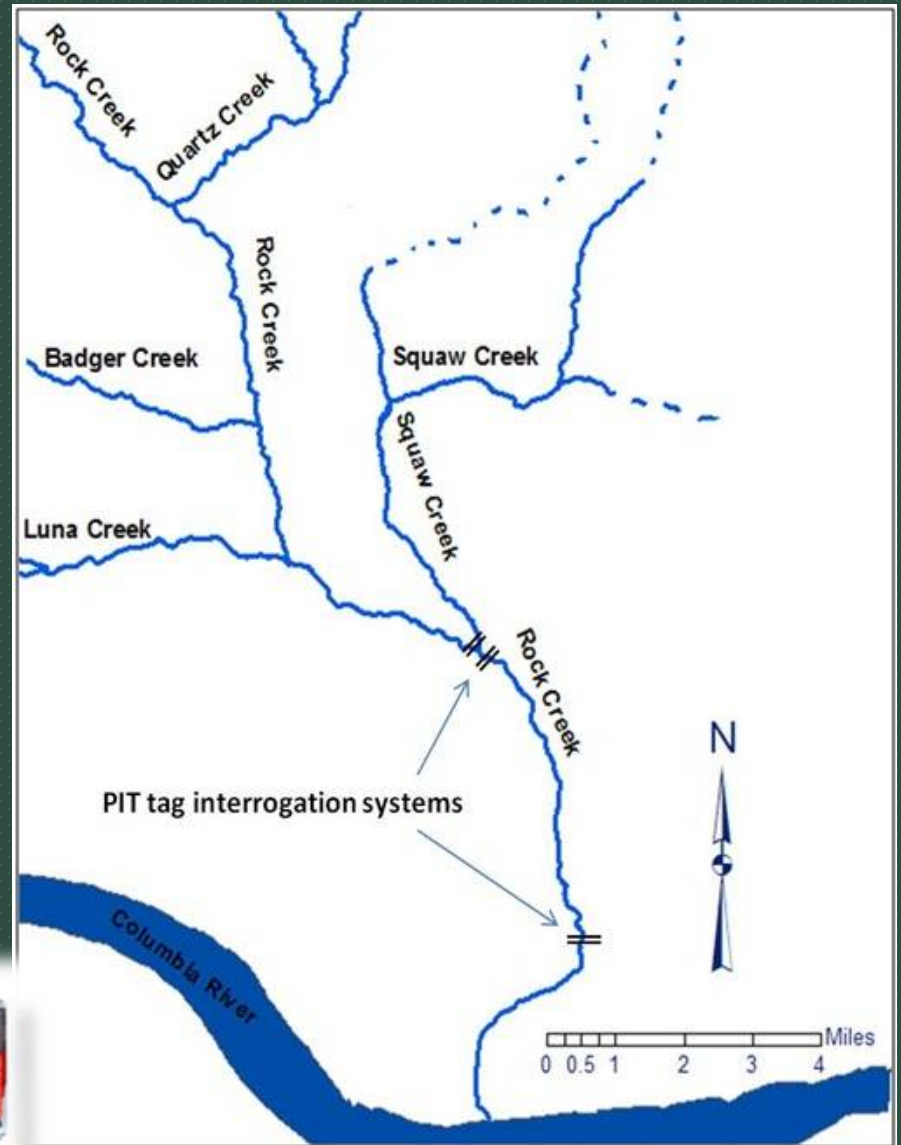 Rock Creek
Quartz Creek
Rock Creek
Badger Creek
Squaw Creek
Squaw Creek
Luna Creek
Rock Creek
N
PIT tag interrogation systems
Columbia River
Miles
0 0.5 1 2 3 4